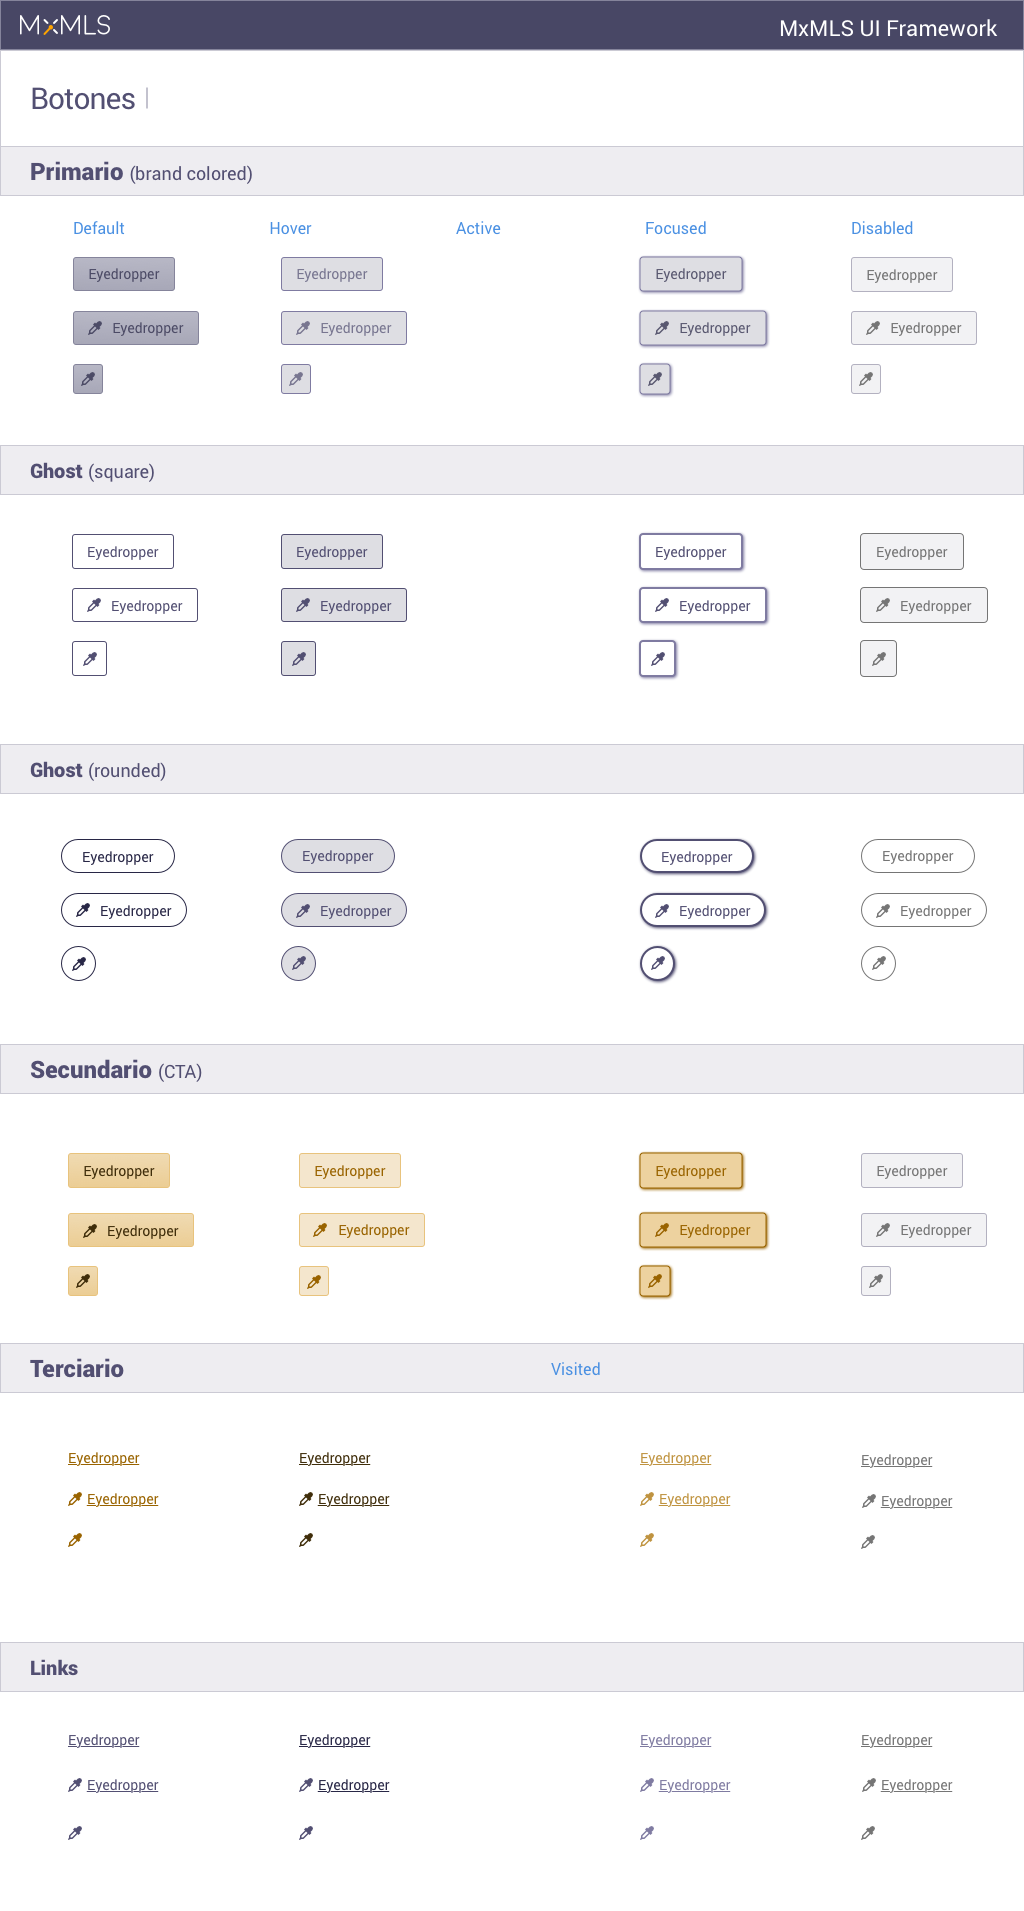 MxMLS
MxMLS UI Framework
Botones
Primario (brand colored)
Default Hover Active Focused Disabled
Eyedropper Eyedropper Eyedropper Eyedropper
Eyedropper Eyedropper Eyedropper Eyedropper
Ghost (square)
Eyedropper Eyedropper Eyedropper Eyedropper
Eyedropper Eyedropper Eyedropper Eyedropper
Ghost (rounded)
Eyedropper Eyedropper Eyedropper Eyedropper
Eyedropper Eyedropper Eyedropper Eyedropper
Secundario (CTA)
Eyedropper Eyedropper Eyedropper Eyedropper
Eyedropper Eyedropper Eyedropper Eyedropper
Terciario Visited
Eyedropper Eyedropper Eyedropper Eyedropper
Eyedropper Eyedropper Eyedropper Eyedropper
Links
Eyedropper Eyedropper Eyedropper Eyedropper
Eyedropper Eyedropper Eyedropper Eyedropper